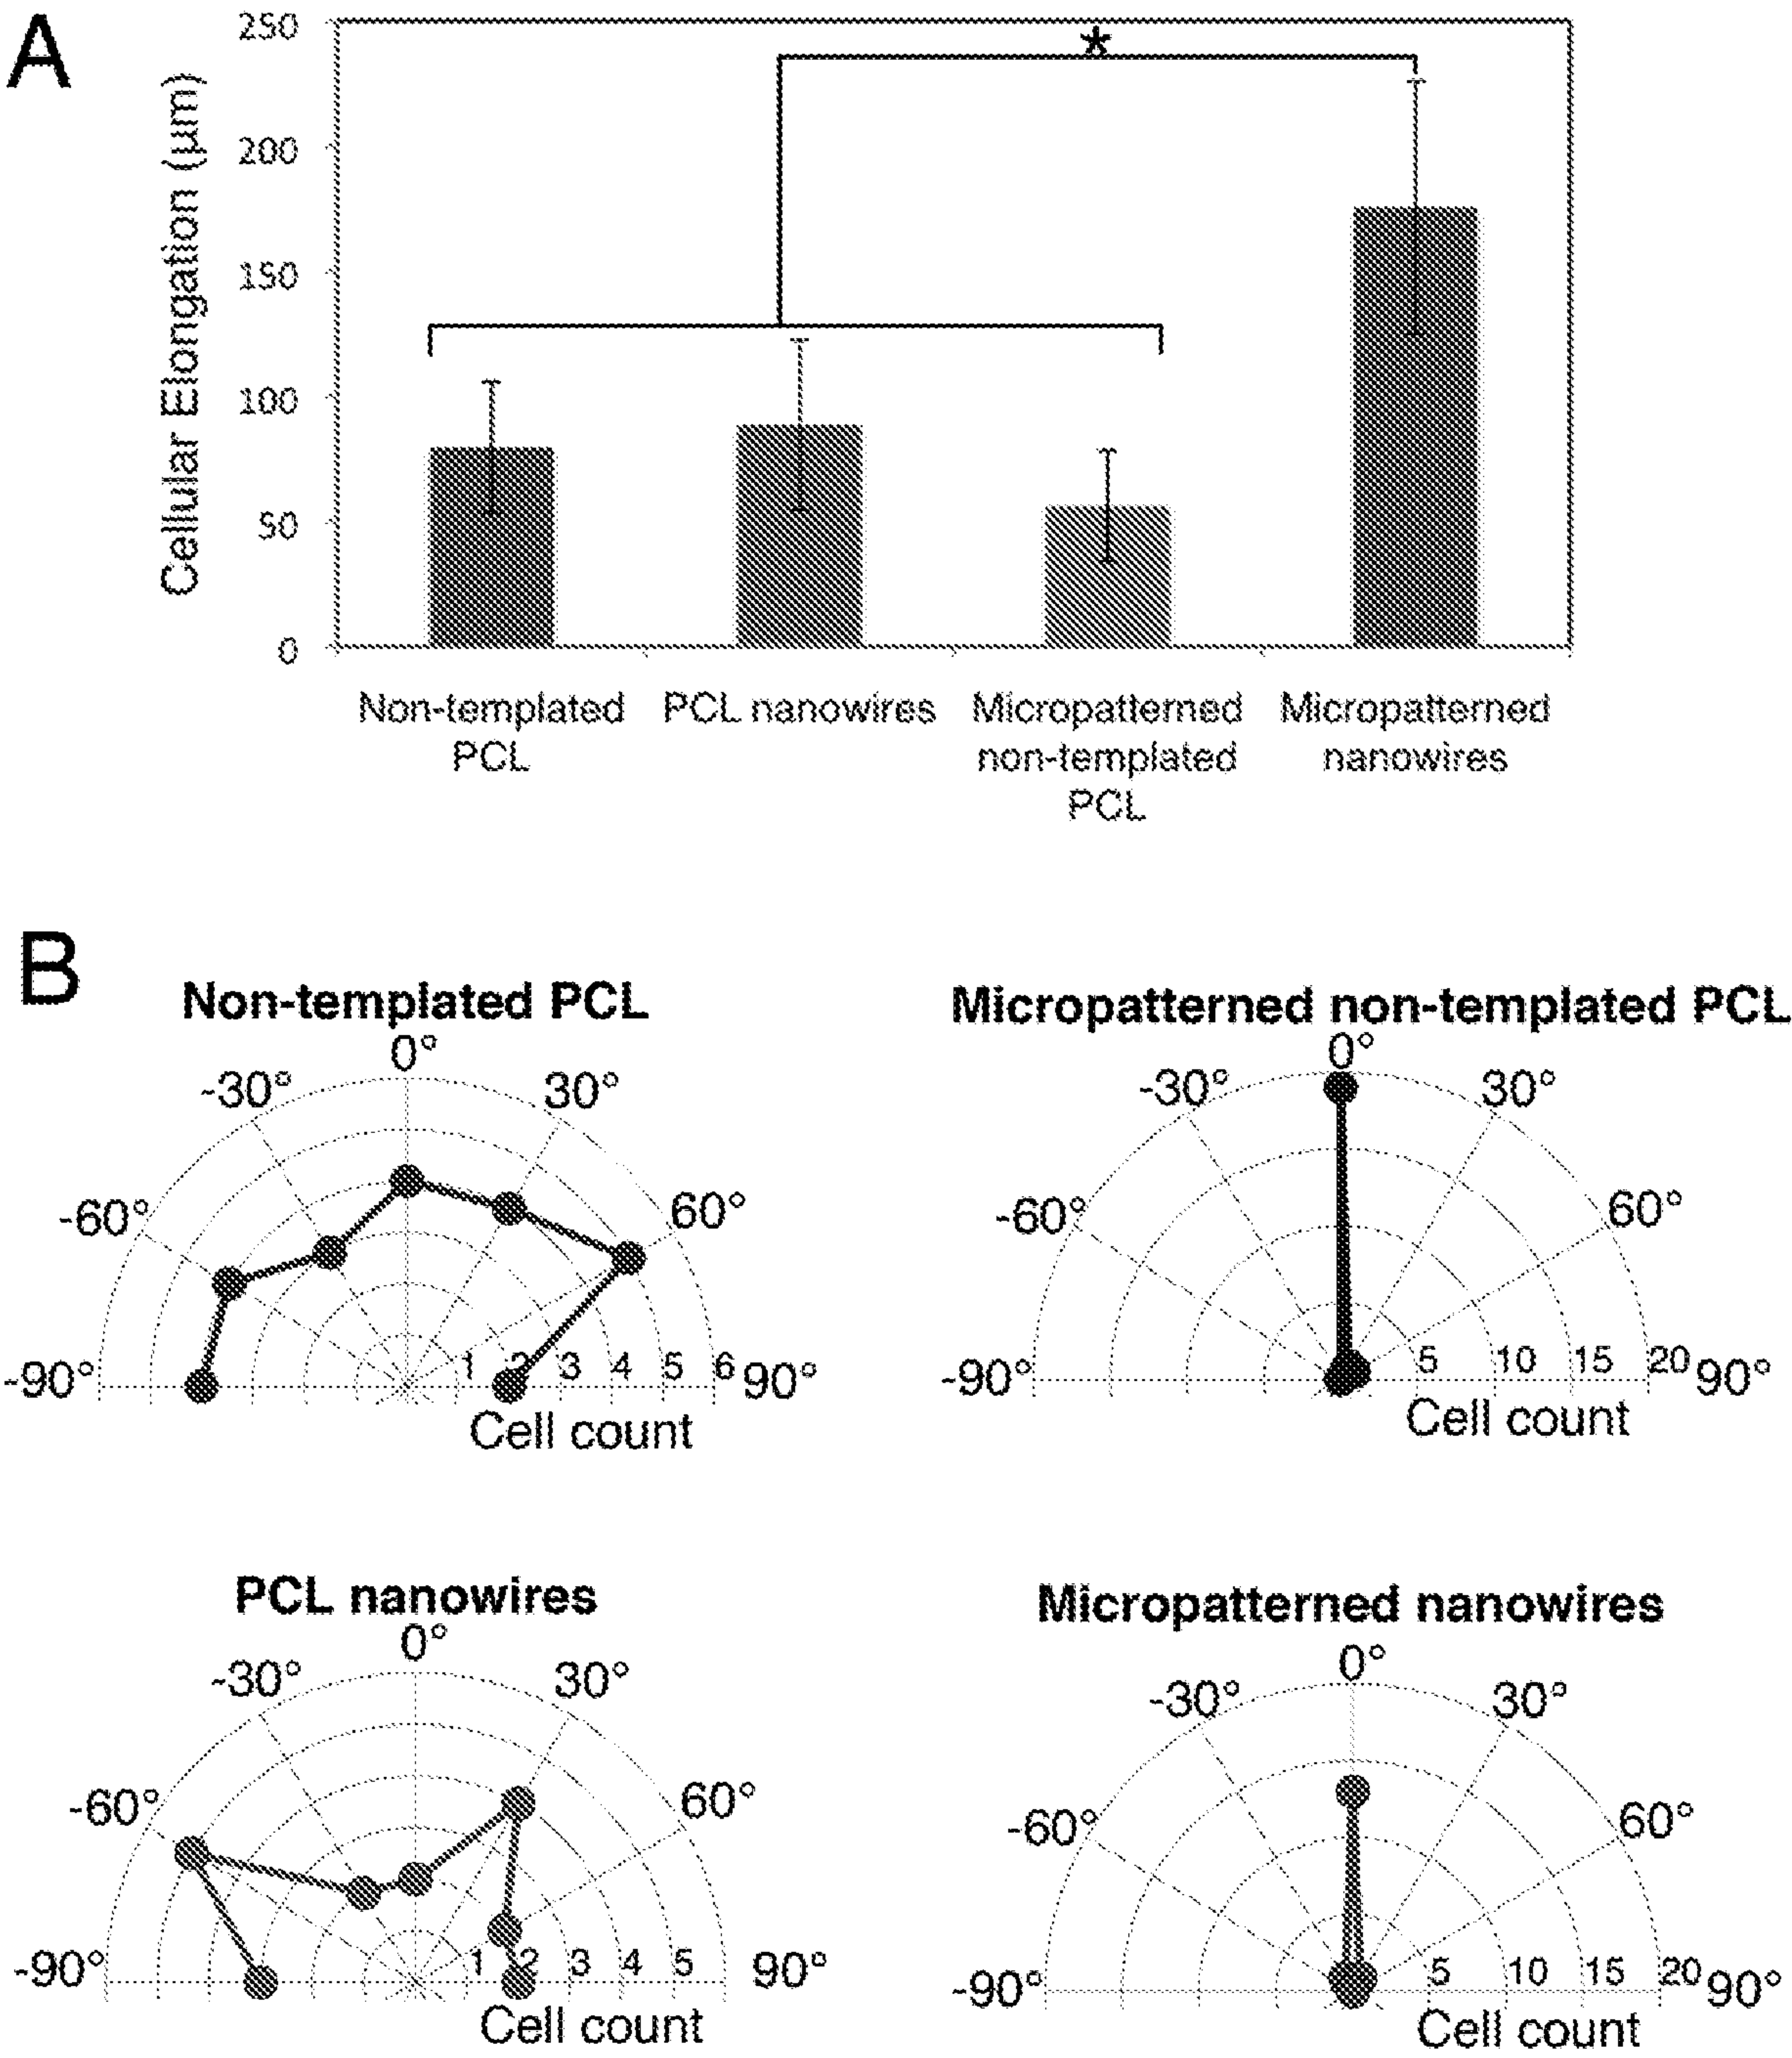 A
250
200
150
100
50
0
Cellular Elongation (μm)
*
Non-templated
PCL
PCL nanowires
Micropatterned
non-templated
PCL
Micropatterned
nanowires
B
Non-templated PCL
0°
-30°
30°
-60°
60°
-90°
1 2 3 4 5 6 90°
Cell count
Micropatterned non-templated PCL
0°
-30°
30°
-60°
60°
-90°
5 10 15 20 90°
Cell count
PCL nanowires
0°
-30°
30°
-60°
60°
-90°
1 2 3 4 5 90°
Cell count
Micropatterned nanowires
0°
-30°
30°
-60°
60°
-90°
5 10 15 20 90°
Cell count